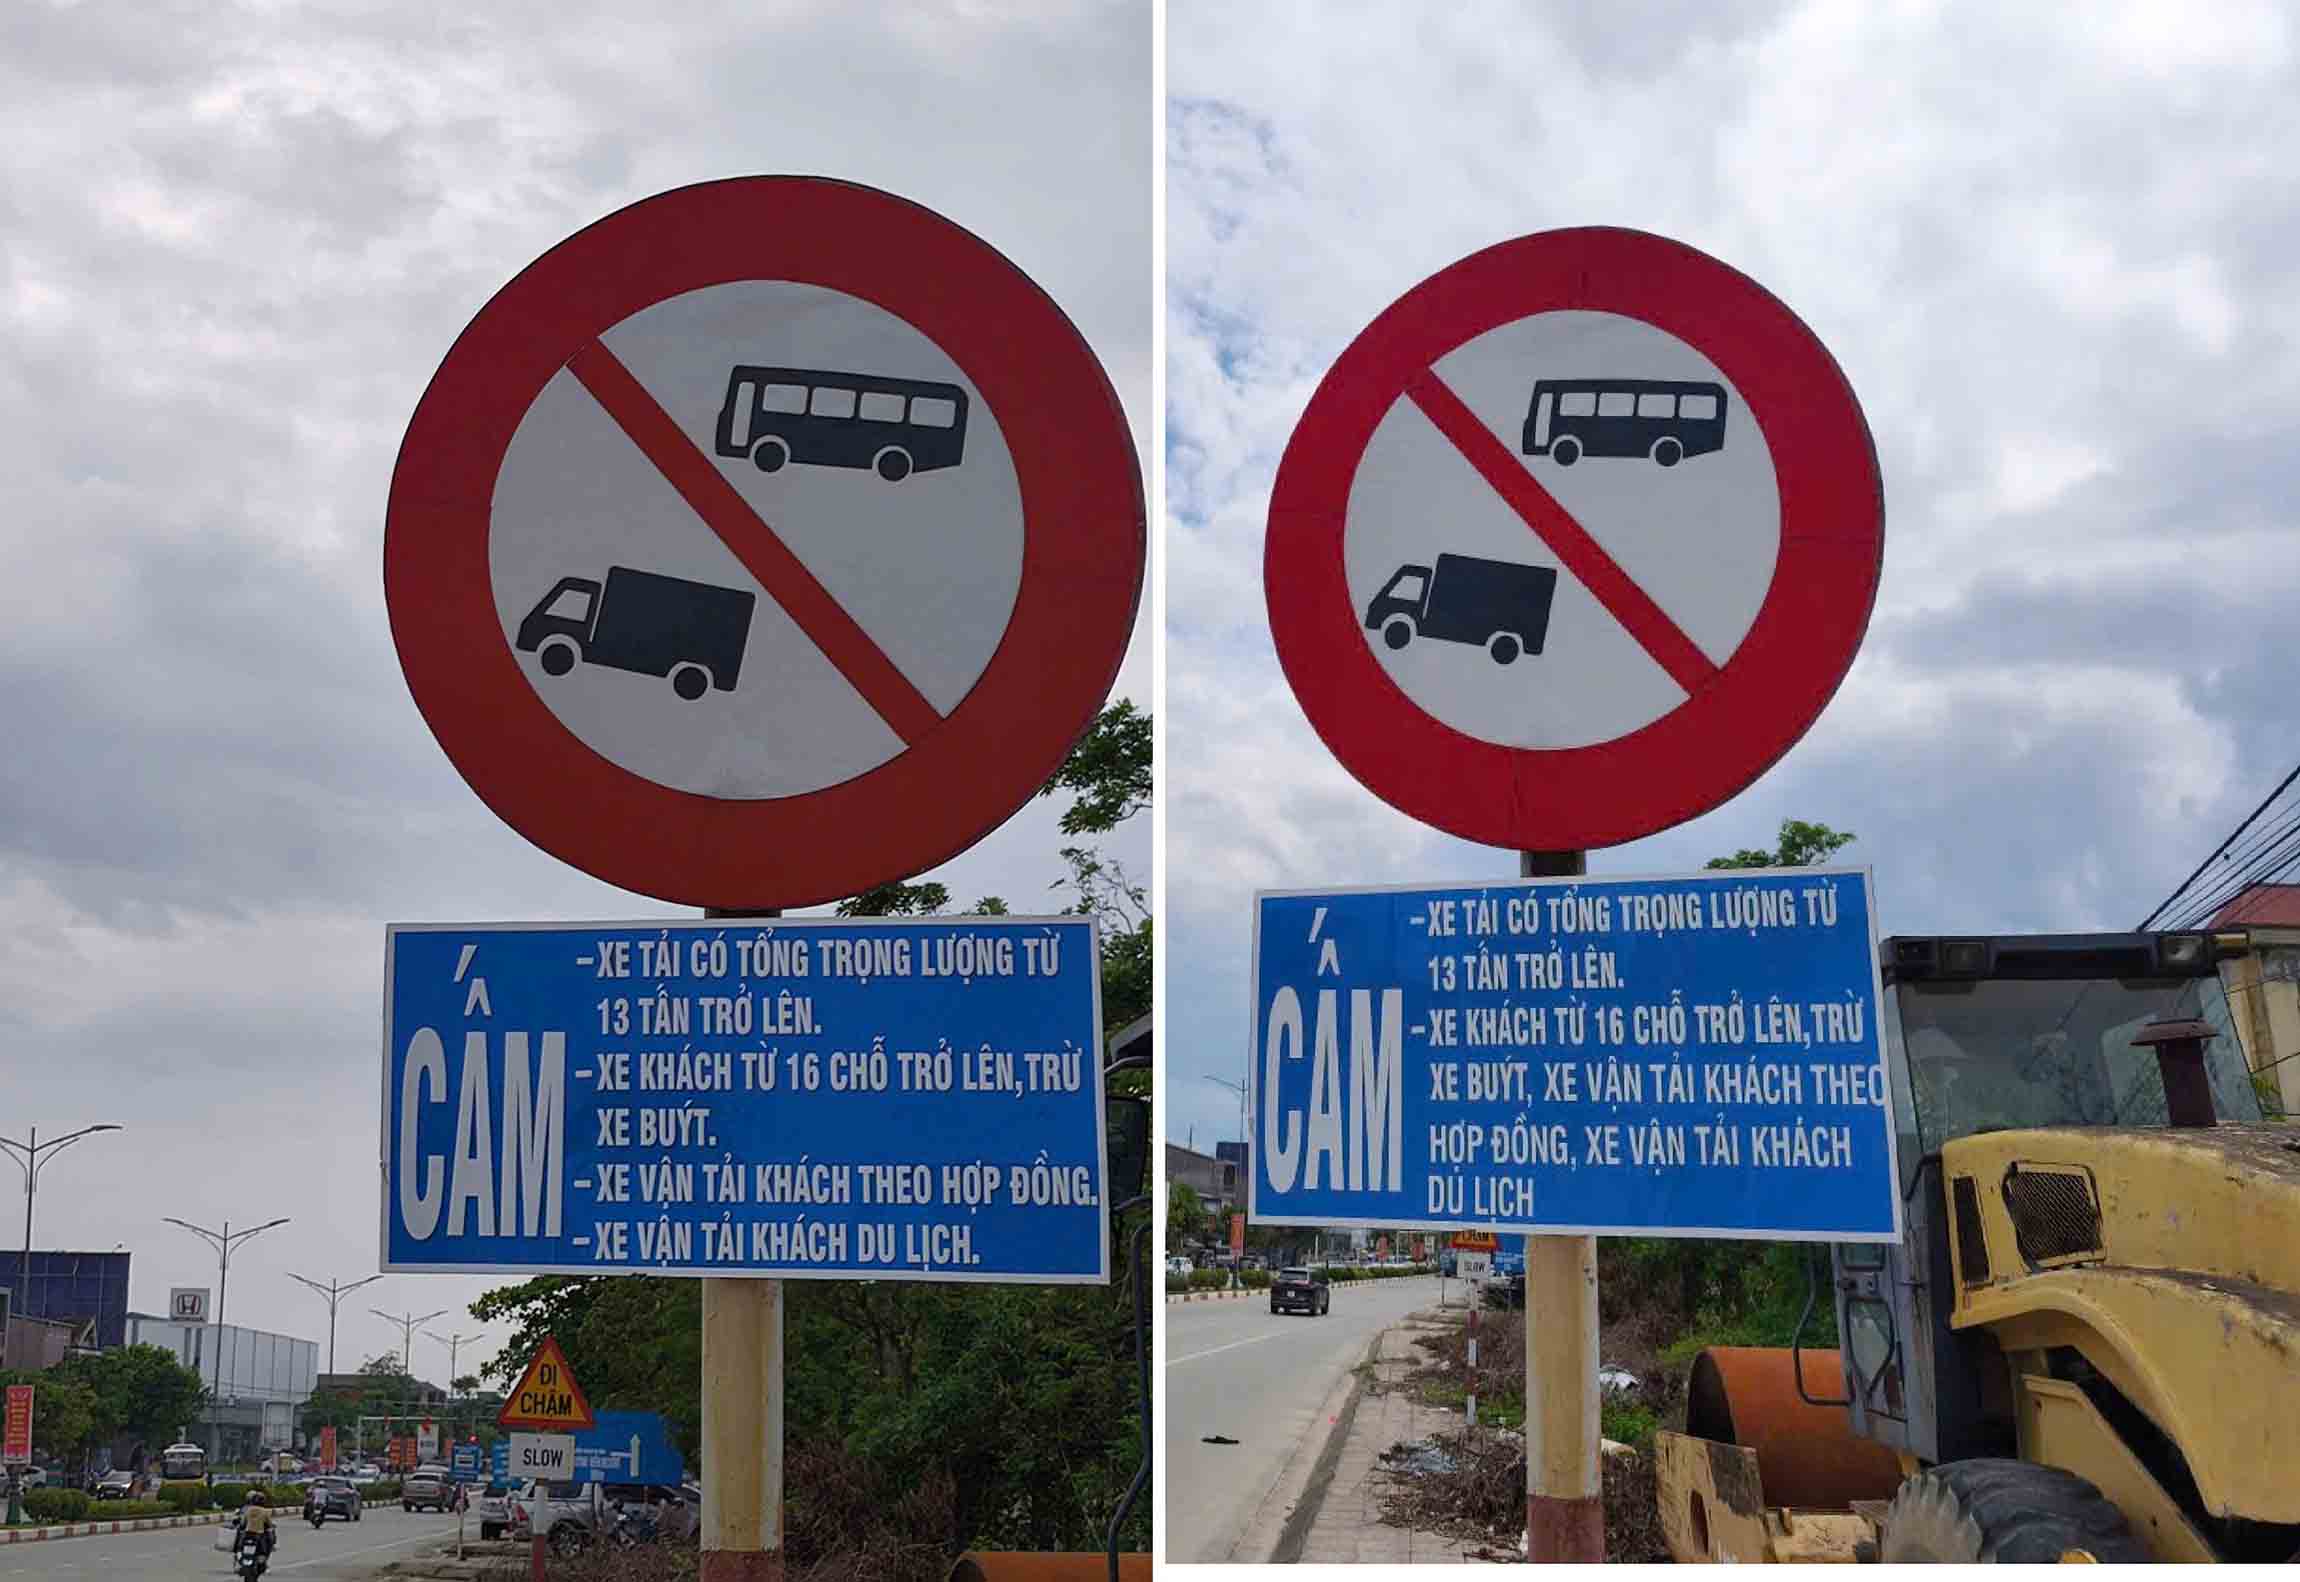 CẤM
-XE TẢI CÓ TỔNG TRỌNG LƯỢNG TỪ
13 TẤN TRỞ LÊN.
-XE KHÁCH TỪ 16 CHỖ TRỞ LÊN,TRỪ
XE BUÝT.
-XE VẬN TẢI KHÁCH THEO HỢP ĐỒNG.
-XE VẬN TẢI KHÁCH DU LỊCH.
ĐI
CHẬM
SLOW
CẤM
-XE TẢI CÓ TỔNG TRỌNG LƯỢNG TỪ
13 TẤN TRỞ LÊN.
-XE KHÁCH TỪ 16 CHỖ TRỞ LÊN,TRỪ
XE BUÝT, XE VẬN TẢI KHÁCH THEO
HỢP ĐỒNG, XE VẬN TẢI KHÁCH
DU LỊCH
CHẬM
SLOW